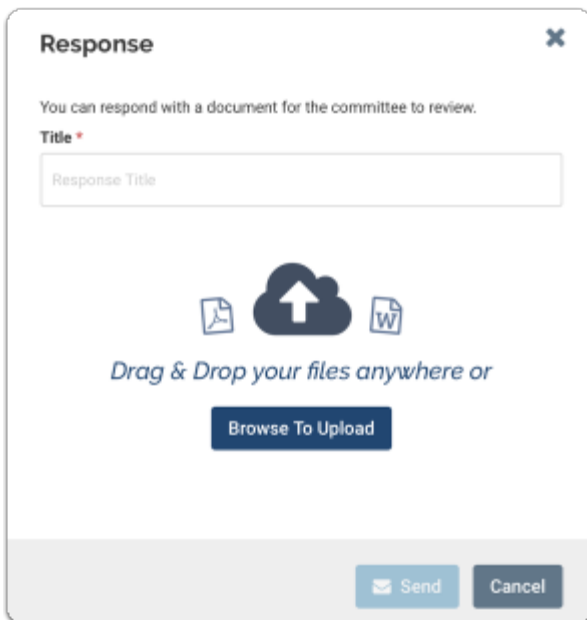 Response
You can respond with a document for the committee to review.
Title *
Response Title
W
Drag & Drop your files anywhere or
Browse To Upload
Send Cancel